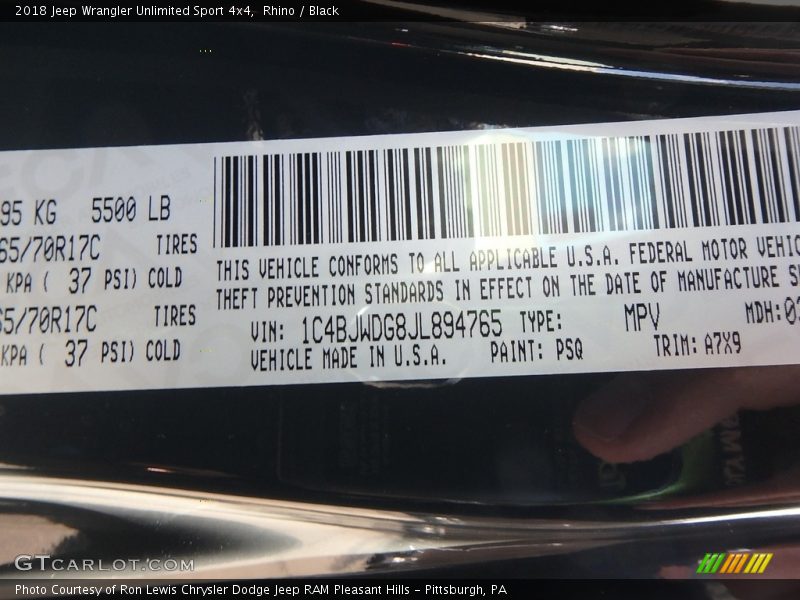 2018 Jeep Wrangler Unlimited Sport 4x4,  Rhino / Black
95 KG   5500 LB
65/70R17C   TIRES
KPA ( 37 PSI) COLD
65/70R17C   TIRES
KPA ( 37 PSI) COLD
THIS VEHICLE CONFORMS TO ALL APPLICABLE U.S.A. FEDERAL MOTOR VEHIC
THEFT PREVENTION STANDARDS IN EFFECT ON THE DATE OF MANUFACTURE S
VIN: 1C4BJWDG8JL894765 TYPE: MPV MDH:
VEHICLE MADE IN U.S.A. PAINT: PSQ TRIM: A7X9
GTCARLOT.COM
Photo Courtesy of Ron Lewis Chrysler Dodge Jeep RAM Pleasant Hills - Pittsburgh, PA